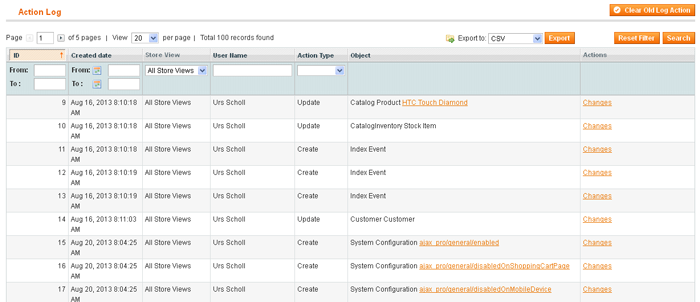 Action Log
Clear Old Log Action
Page 1 of 5 pages | View 20 per page | Total 100 records found
Export to: CSV Export Reset Filter Search
ID Created date Store View User Name Action Type Object Actions
From: From: All Store Views
To : To :
9 Aug 16, 2013 8:10:18 AM All Store Views Urs Scholl Update Catalog Product HTC Touch Diamond Changes
10 Aug 16, 2013 8:10:18 AM All Store Views Urs Scholl Update CatalogInventory Stock Item Changes
11 Aug 16, 2013 8:10:18 AM All Store Views Urs Scholl Create Index Event Changes
12 Aug 16, 2013 8:10:19 AM All Store Views Urs Scholl Create Index Event Changes
13 Aug 16, 2013 8:10:19 AM All Store Views Urs Scholl Create Index Event Changes
14 Aug 16, 2013 8:11:03 AM All Store Views Urs Scholl Update Customer Customer Changes
15 Aug 20, 2013 8:04:25 AM All Store Views Urs Scholl Create System Configuration ajax_pro/general/enabled Changes
16 Aug 20, 2013 8:04:25 AM All Store Views Urs Scholl Create System Configuration ajax_pro/general/disabledOnShoppingCartPage Changes
17 Aug 20, 2013 8:04:25 AM All Store Views Urs Scholl Create System Configuration ajax_pro/general/disabledOnMobileDevice Changes